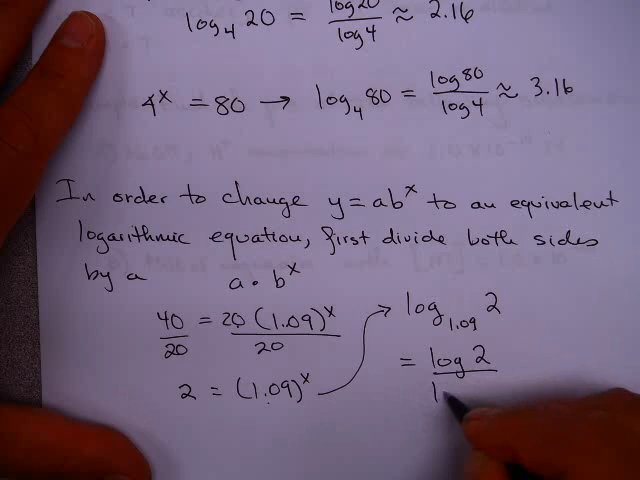 log₄ 20 = log20/log4 ≈ 2.16
4ˣ = 80 → log₄ 80 = log80/log4 ≈ 3.16
In order to change y=abˣ to an equivalent
logarithmic equation, first divide both sides
by a
a • bˣ
40/20 = 20(1.09)ˣ/20
2 = (1.09)ˣ →
log₁.₀₉ 2
= log 2/l